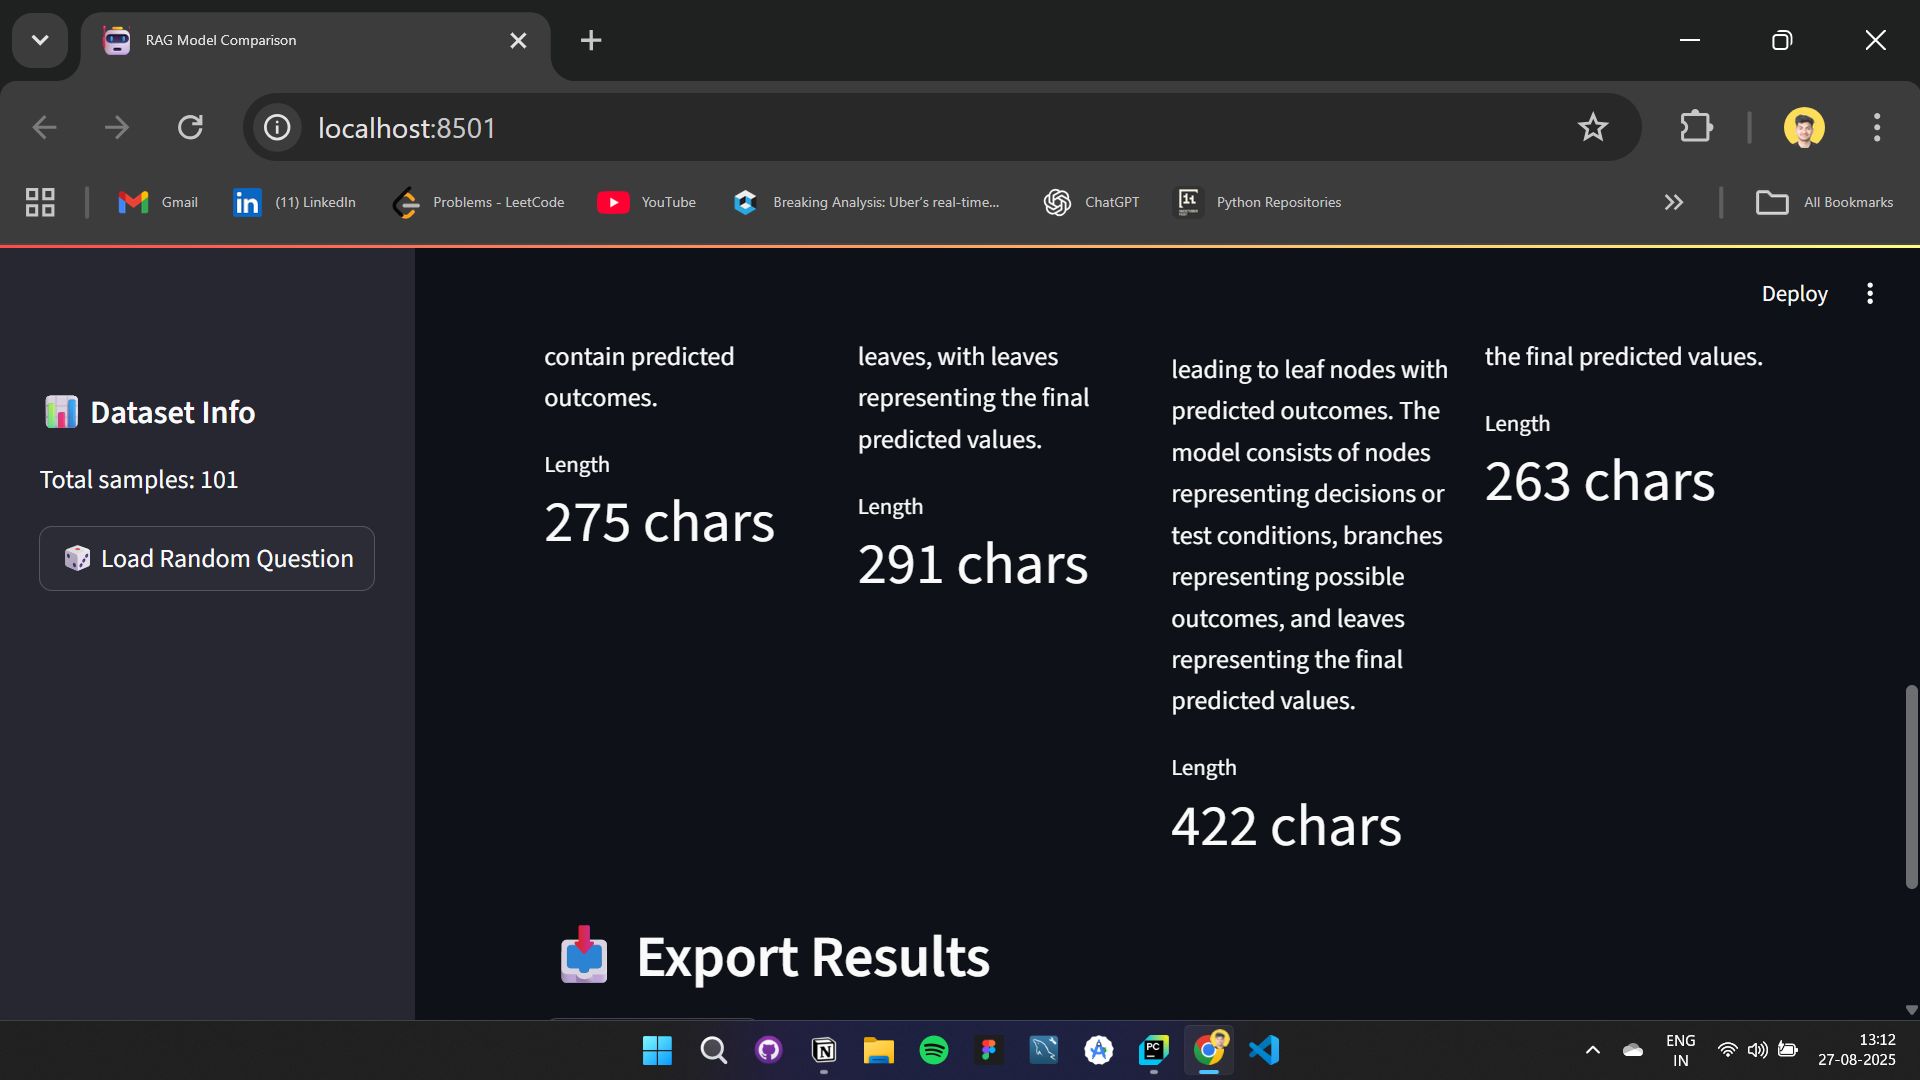 RAG Model Comparison
localhost:8501
Gmail
(11) LinkedIn
Problems - LeetCode
YouTube
Breaking Analysis: Uber's real-time...
ChatGPT
Python Repositories
All Bookmarks
Deploy
Dataset Info
Total samples: 101
Load Random Question
contain predicted
outcomes.
Length
275 chars
leaves, with leaves
representing the final
predicted values.
Length
291 chars
leading to leaf nodes with
predicted outcomes. The
model consists of nodes
representing decisions or
test conditions, branches
representing possible
outcomes, and leaves
representing the final
predicted values.
Length
422 chars
the final predicted values.
Length
263 chars
Export Results
ENG
IN
13:12
27-08-2025